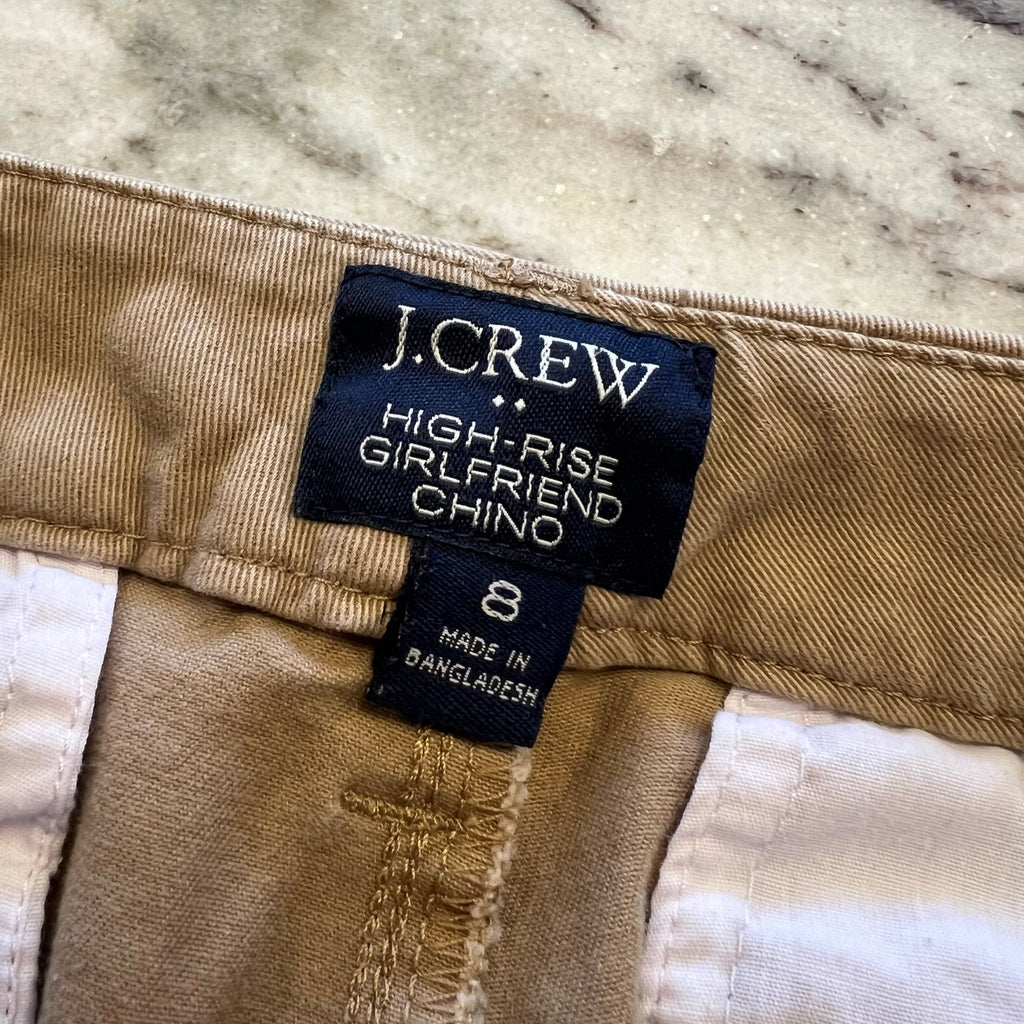 J.CREW
HIGH-RISE
GIRLFRIEND
CHINO
8
MADE IN
BANGLADESH